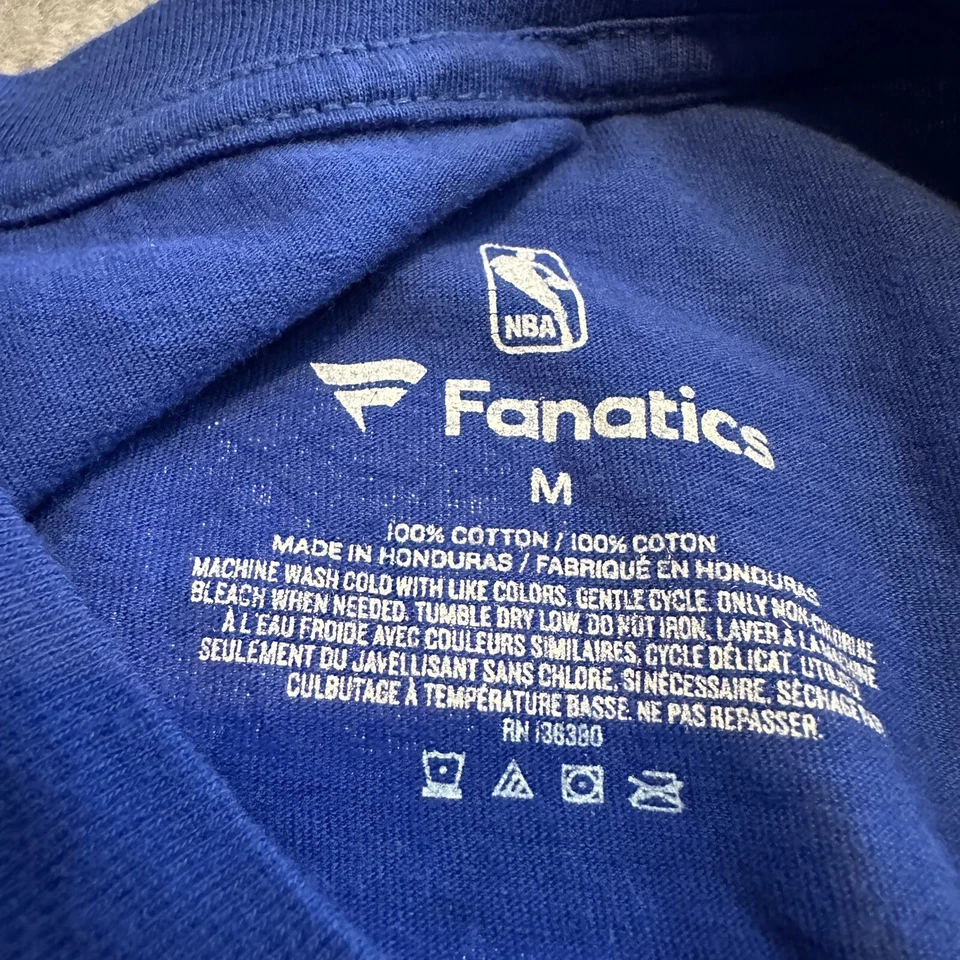 NBA
Fanatics
M
100% COTTON / 100% COTON
MADE IN HONDURAS / FABRIQUÉ EN HONDURAS
MACHINE WASH COLD WITH LIKE COLORS. GENTLE CYCLE. ONLY NON-CHLORINE
BLEACH WHEN NEEDED. TUMBLE DRY LOW. DO NOT IRON. LAVER À LA MACHINE
À L'EAU FROIDE AVEC COULEURS SIMILAIRES, CYCLE DÉLICAT. UTILISEZ
SEULEMENT DU JAVELLISANT SANS CHLORE, SI NÉCESSAIRE. SÉCHAGE PAR
CULBUTAGE À TEMPÉRATURE BASSE. NE PAS REPASSER.
RN 136380